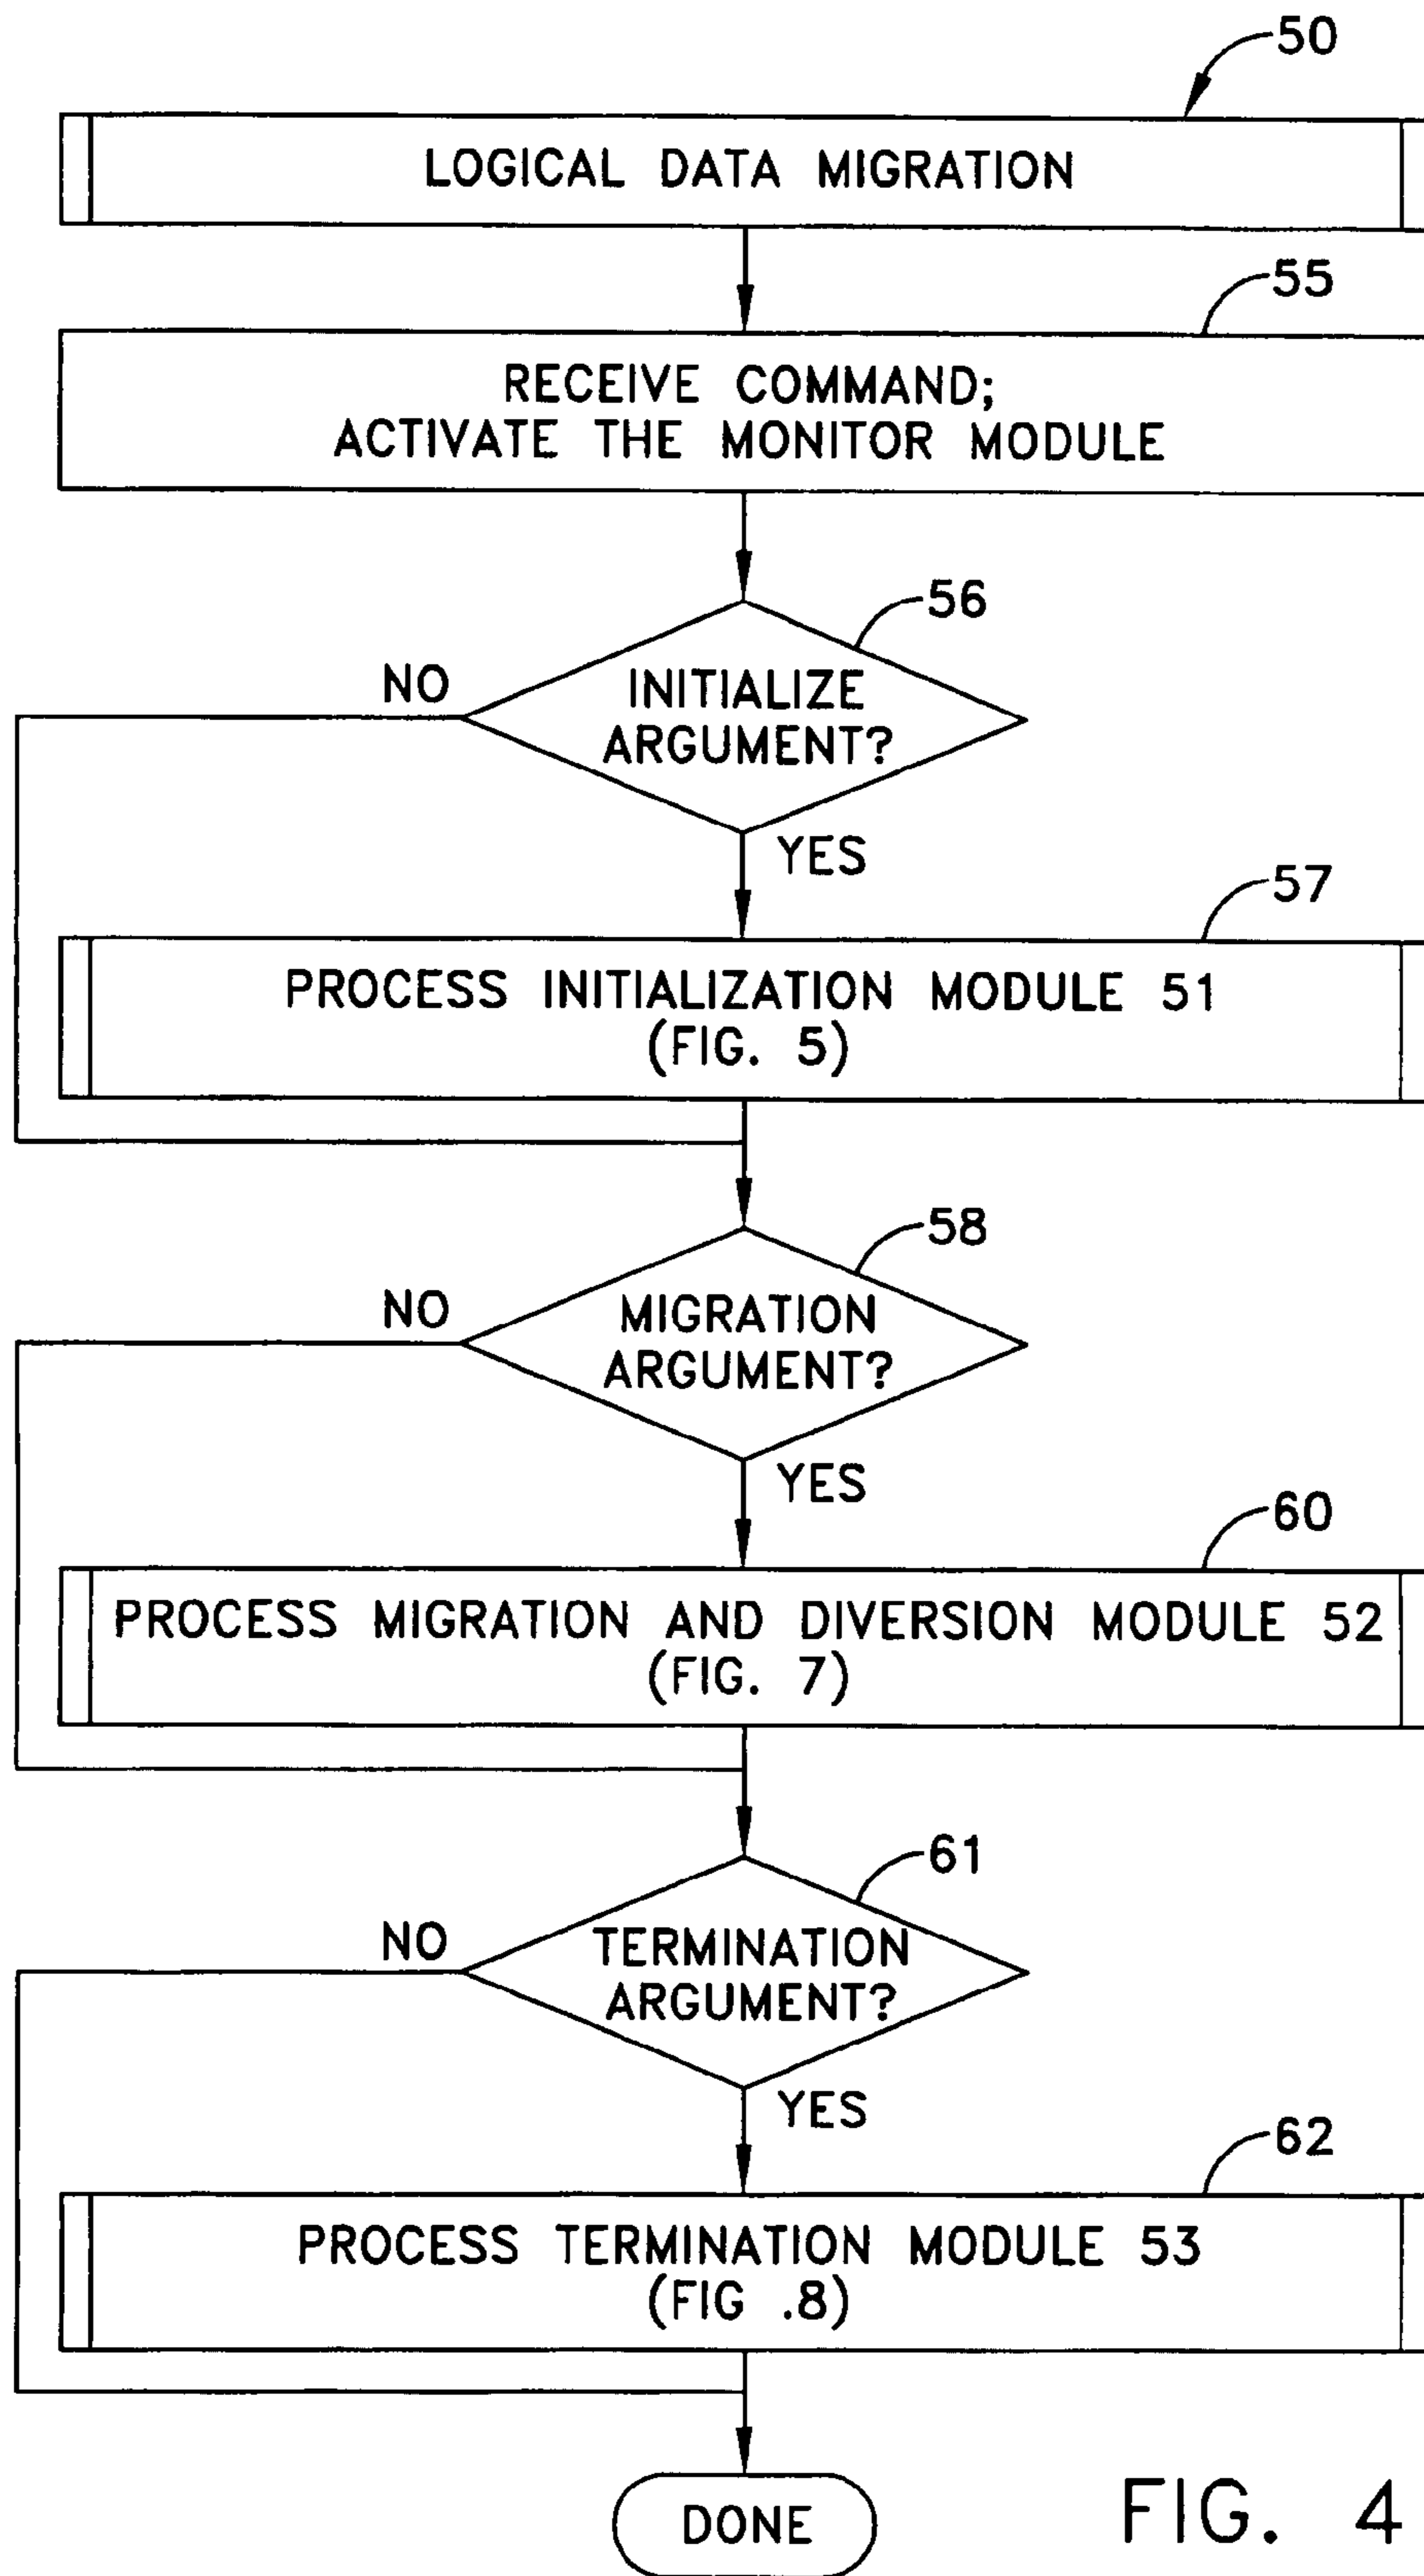 50
LOGICAL DATA MIGRATION
55
RECEIVE COMMAND;
ACTIVATE THE MONITOR MODULE
56
NO
INITIALIZE
ARGUMENT?
YES
57
PROCESS INITIALIZATION MODULE 51
(FIG. 5)
58
NO
MIGRATION
ARGUMENT?
YES
60
PROCESS MIGRATION AND DIVERSION MODULE 52
(FIG. 7)
61
NO
TERMINATION
ARGUMENT?
YES
62
PROCESS TERMINATION MODULE 53
(FIG .8)
DONE
FIG. 4